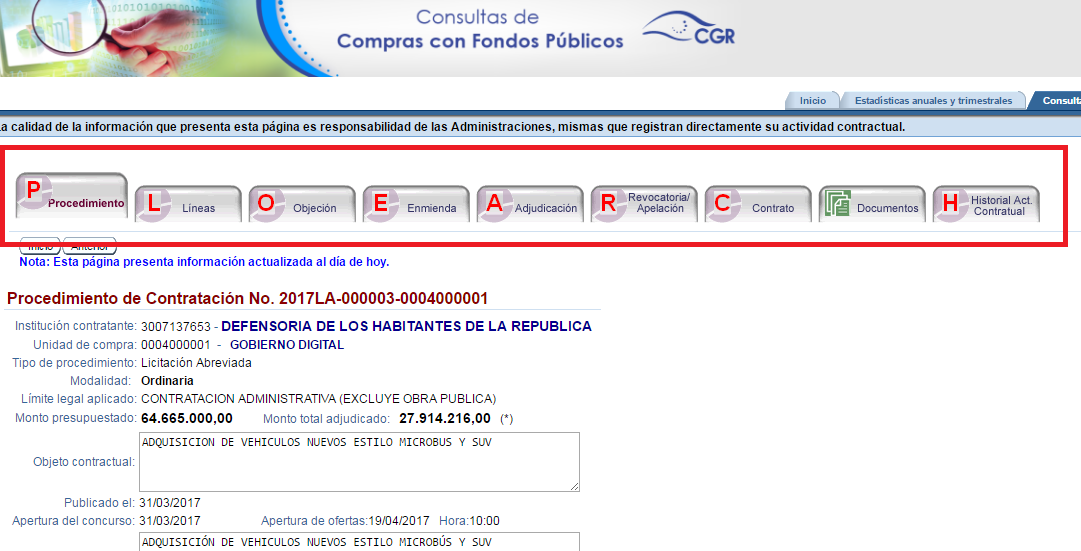 Consultas de
Compras con Fondos Públicos
CGR
Inicio Estadísticas anuales y trimestrales Consulta
a calidad de la información que presenta esta página es responsabilidad de las Administraciones, mismas que registran directamente su actividad contractual.
P Procedimiento L Líneas O Objeción E Enmienda A Adjudicación R Revocatoria/ Apelación C Contrato Documentos H Historial Act. Contratual
Inicio Anterior
Nota: Esta página presenta información actualizada al día de hoy.
Procedimiento de Contratación No. 2017LA-000003-0004000001
Institución contratante: 3007137653 - DEFENSORIA DE LOS HABITANTES DE LA REPUBLICA
Unidad de compra: 0004000001 - GOBIERNO DIGITAL
Tipo de procedimiento: Licitación Abreviada
Modalidad: Ordinaria
Límite legal aplicado: CONTRATACION ADMINISTRATIVA (EXCLUYE OBRA PUBLICA)
Monto presupuestado: 64.665.000,00 Monto total adjudicado: 27.914.216,00 (*)
ADQUISICION DE VEHICULOS NUEVOS ESTILO MICROBUS Y SUV
Objeto contractual:
Publicado el: 31/03/2017
Apertura del concurso: 31/03/2017 Apertura de ofertas:19/04/2017 Hora:10:00
ADQUISICIÓN DE VEHICULOS NUEVOS ESTILO MICROBÚS Y SUV